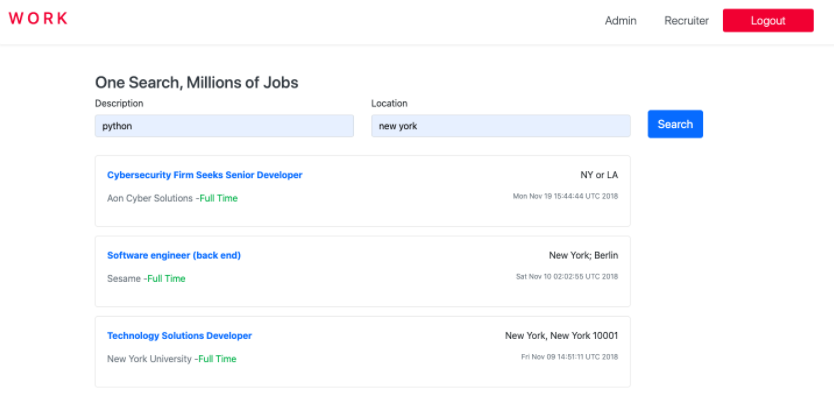 WORK
Admin Recruiter Logout
One Search, Millions of Jobs
Description Location
python new york Search
Cybersecurity Firm Seeks Senior Developer NY or LA
Aon Cyber Solutions -Full Time Mon Nov 19 15:44:44 UTC 2018
Software engineer (back end) New York; Berlin
Sesame -Full Time Sat Nov 10 02:02:55 UTC 2018
Technology Solutions Developer New York, New York 10001
New York University -Full Time Fri Nov 09 14:51:11 UTC 2018